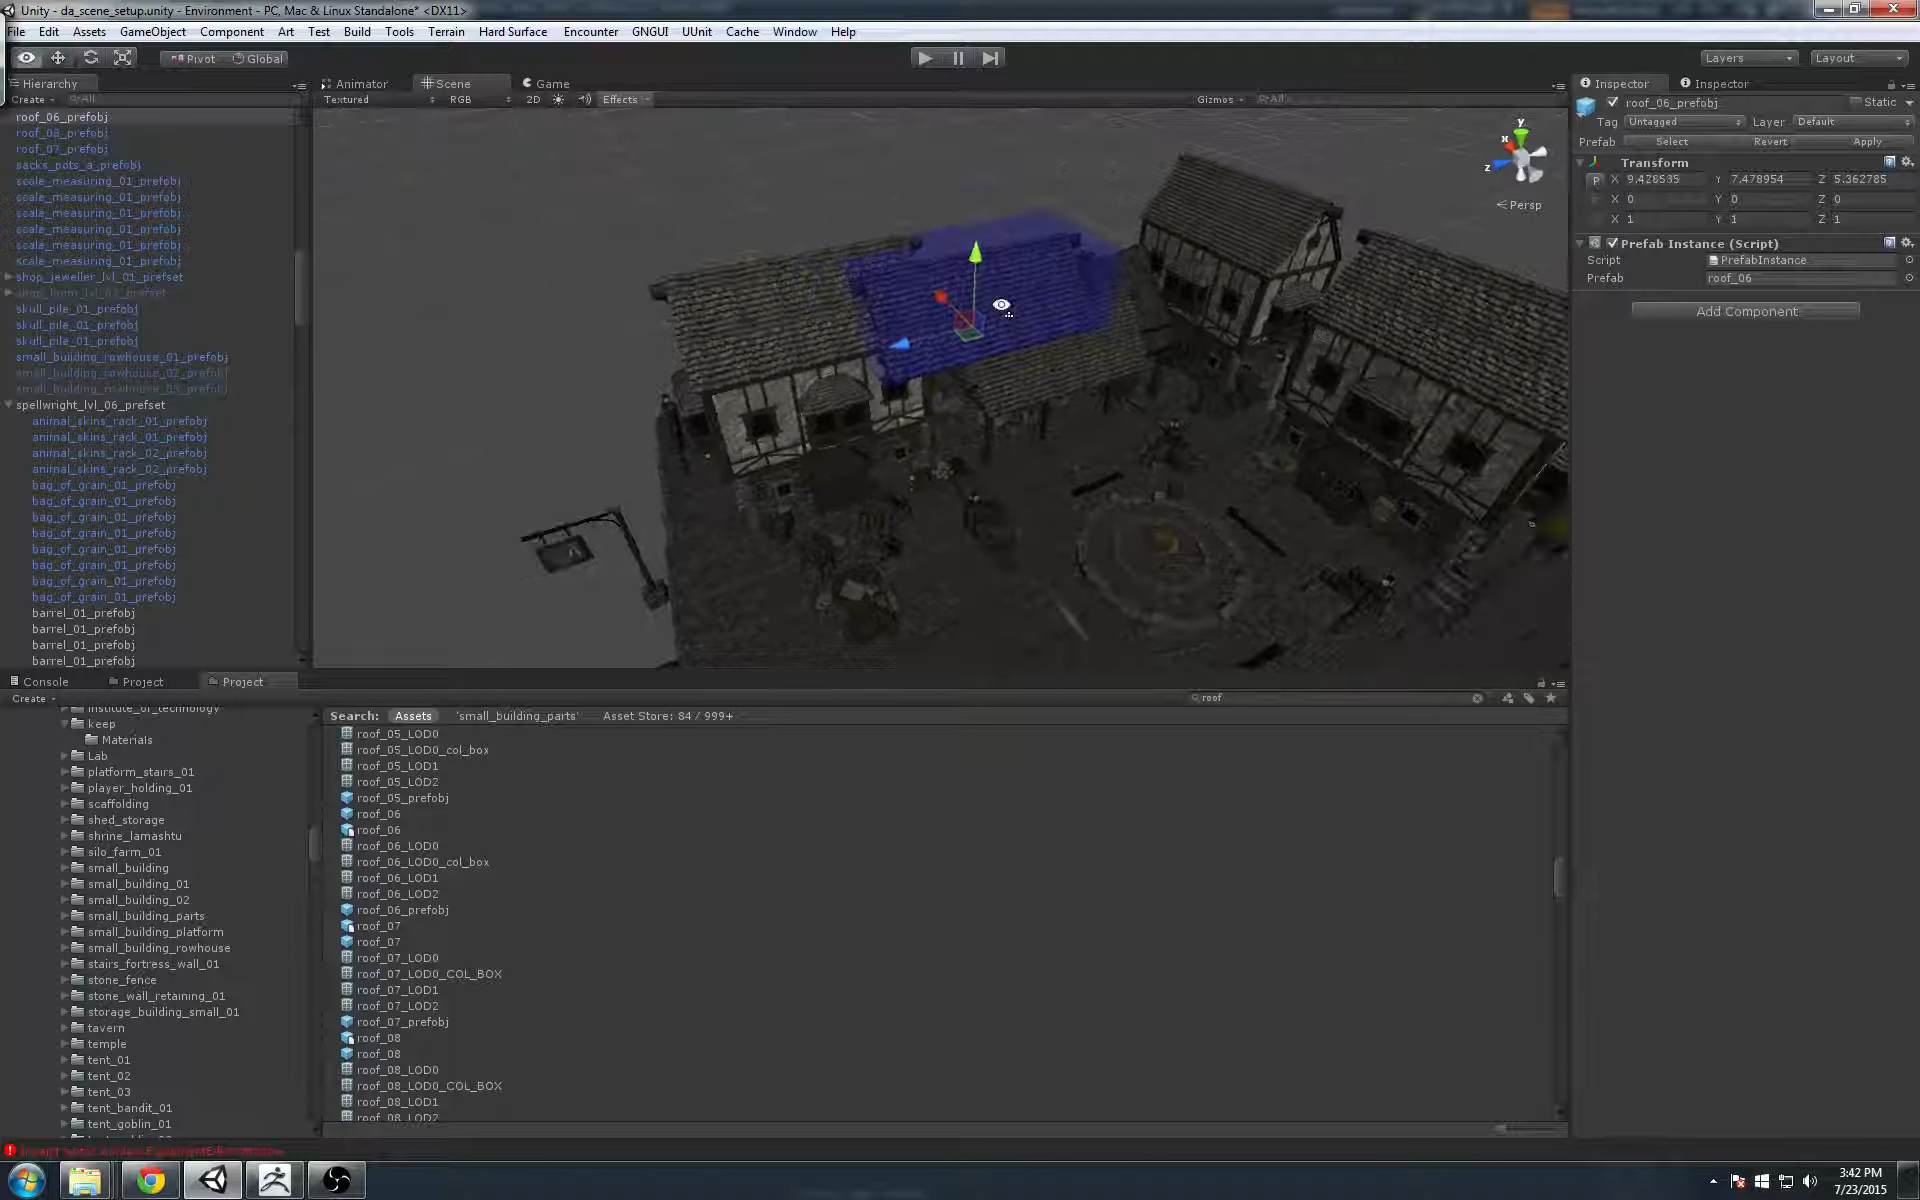 Unity - da_scene_setup.unity - Environment - PC, Mac & Linux Standalone* <DX11>
File Edit Assets GameObject Component Art Test Build Tools Terrain Hard Surface Encounter GNGUI UUnit Cache Window Help
Pivot Global Layers Layout
Hierarchy
Create All
roof_06_prefobj
roof_06_prefobj
roof_07_prefobj
sacks_pots_a_prefobj
scale_measuring_01_prefobj
scale_measuring_01_prefobj
scale_measuring_01_prefobj
scale_measuring_01_prefobj
scale_measuring_01_prefobj
scale_measuring_01_prefobj
shop_jeweller_lvl_01_prefset
skull_pile_01_prefobj
skull_pile_01_prefobj
skull_pile_01_prefobj
small_building_rowhouse_01_prefobj
small_building_rowhouse_02_prefobj
small_building_rowhouse_03_prefobj
spellwright_lvl_06_prefset
animal_skins_rack_01_prefobj
animal_skins_rack_01_prefobj
animal_skins_rack_02_prefobj
animal_skins_rack_02_prefobj
bag_of_grain_01_prefobj
bag_of_grain_01_prefobj
bag_of_grain_01_prefobj
bag_of_grain_01_prefobj
bag_of_grain_01_prefobj
bag_of_grain_01_prefobj
bag_of_grain_01_prefobj
bag_of_grain_01_prefobj
barrel_01_prefobj
barrel_01_prefobj
barrel_01_prefobj
barrel_01_prefobj
Animator Scene Game
Textured RGB 2D Effects Gizmos All
y
x
z
Persp
Inspector Inspector
roof_06_prefobj Static
Tag Untagged Layer Default
Prefab Select Revert Apply
Transform
P X 9.428535 Y 7.478954 Z 5.362785
X 0 Y 0 Z 0
X 1 Y 1 Z 1
Prefab Instance (Script)
Script PrefabInstance
Prefab roof_06
Add Component
Console Project Project
Create roof
institute_of_technology
keep
Materials
Lab
platform_stairs_01
player_holding_01
scaffolding
shed_storage
shrine_lamashtu
silo_farm_01
small_building
small_building_01
small_building_02
small_building_parts
small_building_platform
small_building_rowhouse
stairs_fortress_wall_01
stone_fence
stone_wall_retaining_01
storage_building_small_01
tavern
temple
tent_01
tent_02
tent_03
tent_bandit_01
tent_goblin_01
Search: Assets 'small_building_parts' Asset Store: 84 / 999+
roof_05_LOD0
roof_05_LOD0_col_box
roof_05_LOD1
roof_05_LOD2
roof_05_prefobj
roof_06
roof_06
roof_06_LOD0
roof_06_LOD0_col_box
roof_06_LOD1
roof_06_LOD2
roof_06_prefobj
roof_07
roof_07
roof_07_LOD0
roof_07_LOD0_COL_BOX
roof_07_LOD1
roof_07_LOD2
roof_07_prefobj
roof_08
roof_08
roof_08_LOD0
roof_08_LOD0_COL_BOX
roof_08_LOD1
roof_08_LOD2
3:42 PM
7/23/2015